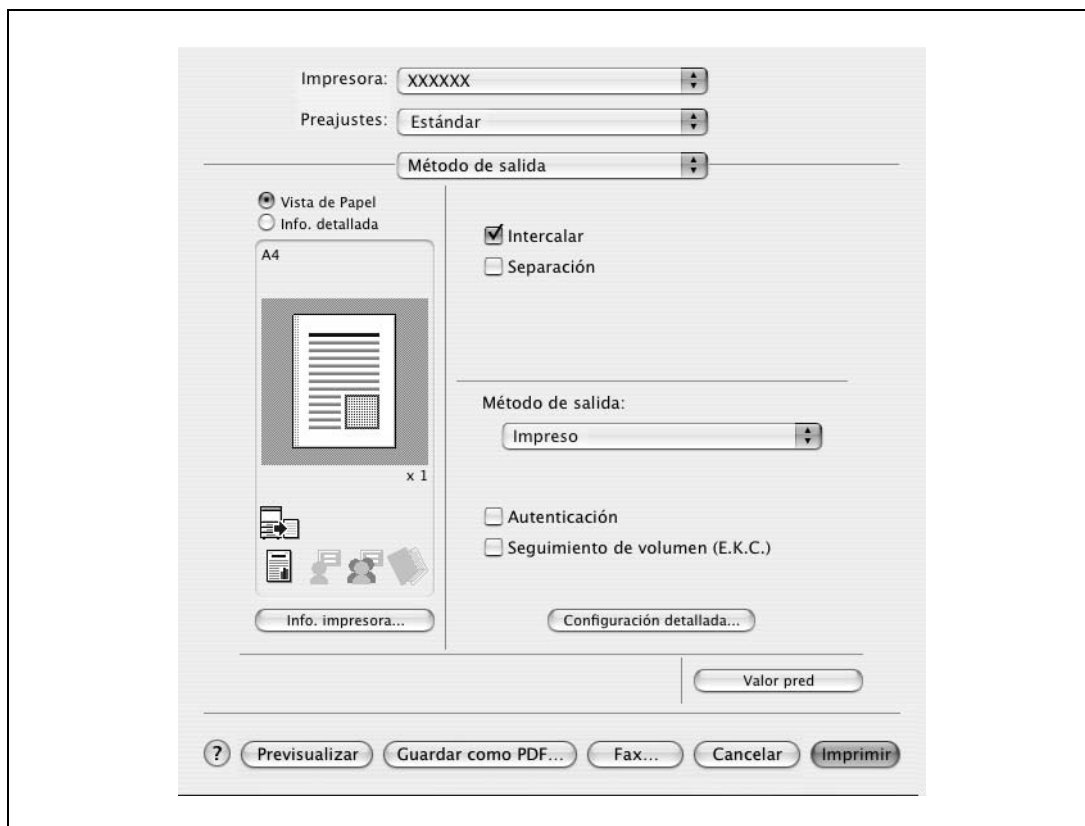 Impresora: XXXXXX
Preajustes: Estándar
Método de salida
Vista de Papel
Info. detallada
A4
x 1
Info. impresora...
Intercalar
Separación
Método de salida:
Impreso
Autenticación
Seguimiento de volumen (E.K.C.)
Configuración detallada...
Valor pred
? Previsualizar Guardar como PDF... Fax... Cancelar Imprimir